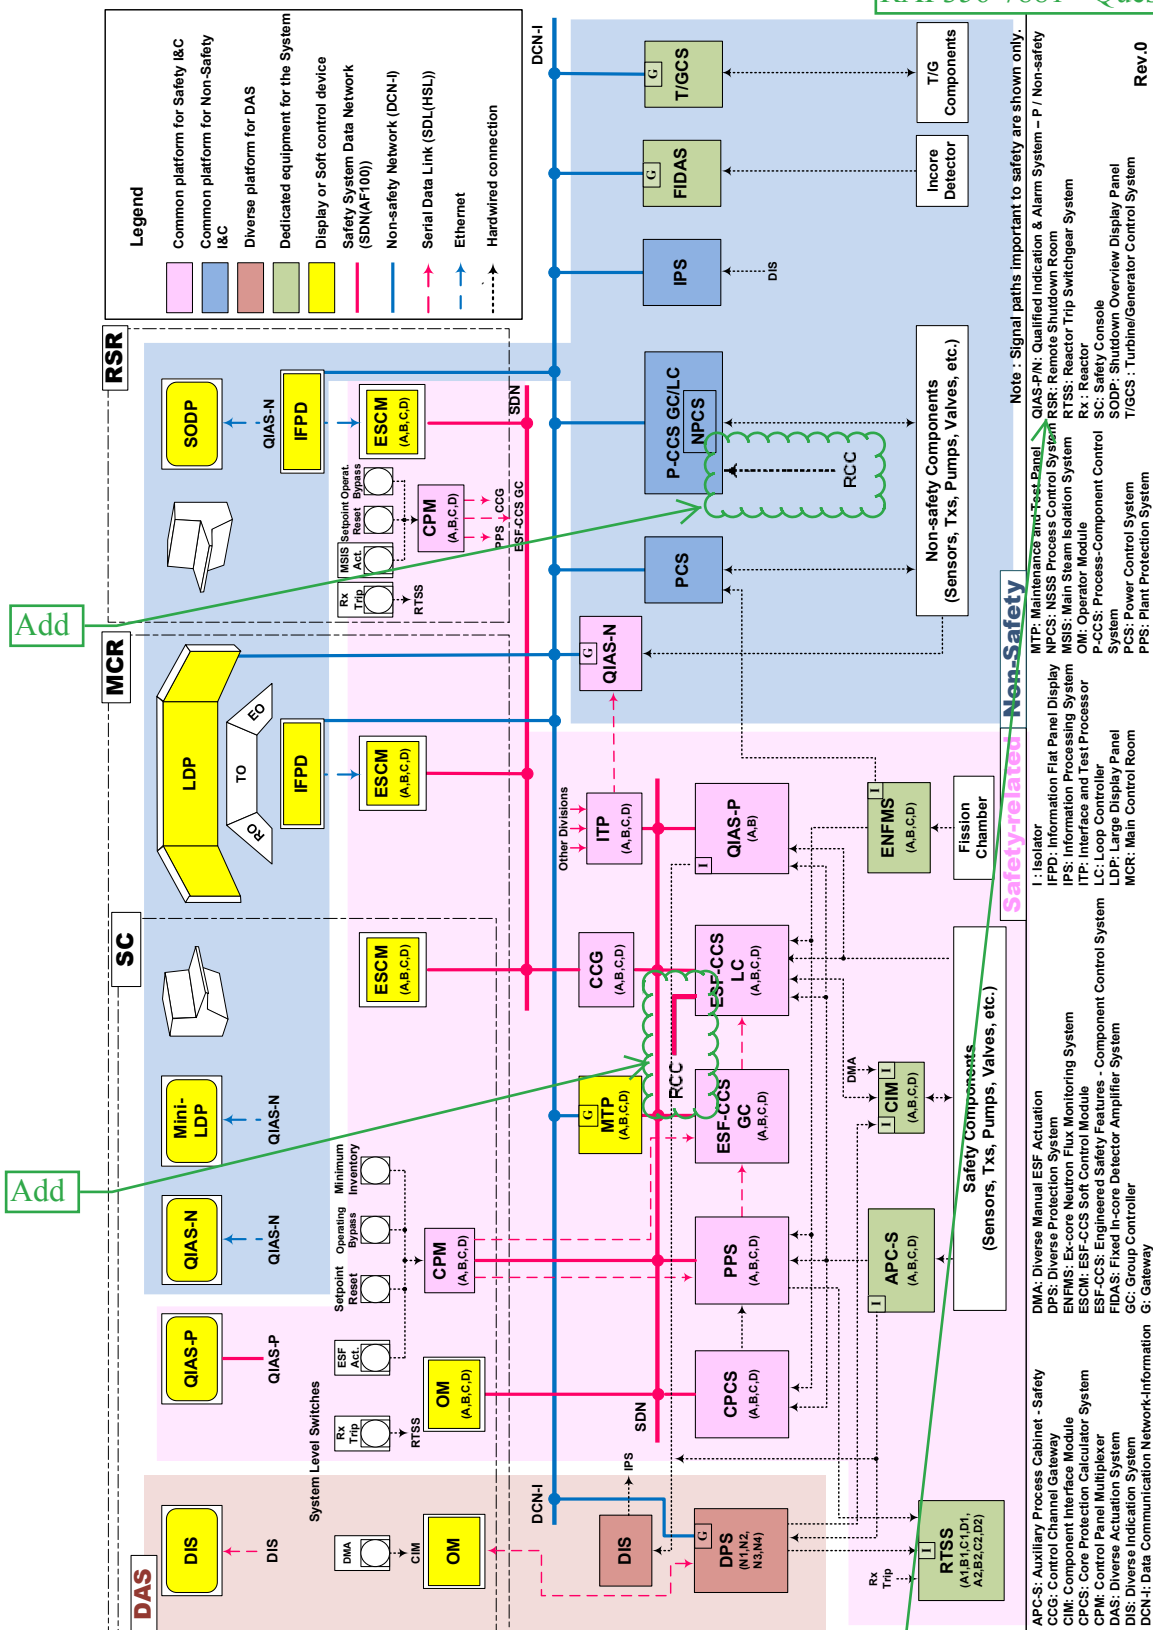 RAI 556-7881 - Ques
Add
Add
Legend
Common platform for Safety I&C
Common platform for Non-Safety
I&C
Diverse platform for DAS
Dedicated equipment for the System
Display or Soft control device
Safety System Data Network
(SDN(AF100))
Non-safety Network (DCN-I)
Serial Data Link (SDL(HSL))
Ethernet
Hardwired connection
RSR
SODP
QIAS-N
IFPD
ESCM
(A,B,C,D)
SDN
Operat.
Bypass
Setpoint
Reset
MSIS
Act.
Rx
Trip
RTSS
CPM
(A,B,C,D)
PPS
CCG
ESF-CCS GC
MCR
LDP
RO
TO
EO
IFPD
ESCM
(A,B,C,D)
SC
ESCM
(A,B,C,D)
Mini-
LDP
QIAS-N
QIAS-N
QIAS-N
QIAS-P
QIAS-P
System Level Switches
Rx
Trip
RTSS
ESF
Act.
Setpoint
Reset
Operating
Bypass
Minimum
Inventory
CPM
(A,B,C,D)
OM
(A,B,C,D)
DAS
DIS
DIS
DMA
CIM
OM
DCN-I
DCN-I
SDN
DIS
IPS
G
DPS
(N1,N2,
N3,N4)
Rx
Trip
I
RTSS
(A1,B1,C1,D1,
A2,B2,C2,D2)
CPCS
(A,B,C,D)
PPS
(A,B,C,D)
I
APC-S
(A,B,C,D)
G
MTP
(A,B,C,D)
RCC
ESF-CCS
GC
(A,B,C,D)
CCG
(A,B,C,D)
ESF-CCS
LC
(A,B,C,D)
DMA
I
I
CIM
(A,B,C,D)
Safety Components
(Sensors, Txs, Pumps, Valves, etc.)
Other Divisions
ITP
(A,B,C,D)
I
QIAS-P
(A,B)
I
ENFMS
(A,B,C,D)
Fission
Chamber
G
QIAS-N
PCS
P-CCS GC/LC
NPCS
RCC
Non-safety Components
(Sensors, Txs, Pumps, Valves, etc.)
IPS
DIS
G
FIDAS
Incore
Detector
G
T/GCS
T/G
Components
Safety-related
Non-Safety
Note : Signal paths important to safety are shown only.
APC-S: Auxiliary Process Cabinet - Safety
CCG: Control Channel Gateway
CIM: Component Interface Module
CPCS: Core Protection Calculator System
CPM: Control Panel Multiplexer
DAS: Diverse Actuation System
DIS: Diverse Indication System
DCN-I: Data Communication Network-Information
DMA: Diverse Manual ESF Actuation
DPS: Diverse Protection System
ENFMS: Ex-core Neutron Flux Monitoring System
ESCM: ESF-CCS Soft Control Module
ESF-CCS: Engineered Safety Features - Component Control System
FIDAS: Fixed In-core Detector Amplifier System
GC: Group Controller
G: Gateway
I : Isolator
IFPD: Information Flat Panel Display
IPS: Information Processing System
ITP: Interface and Test Processor
LC: Loop Controller
LDP: Large Display Panel
MCR: Main Control Room
MTP: Maintenance and Test Panel
NPCS: NSSS Process Control System
MSIS: Main Steam Isolation System
OM: Operator Module
P-CCS: Process-Component Control
System
PCS: Power Control System
PPS: Plant Protection System
QIAS-P/N: Qualified Indication & Alarm System – P / Non-safety
RSR: Remote Shutdown Room
RTSS: Reactor Trip Switchgear System
Rx : Reactor
SC: Safety Console
SODP: Shutdown Overview Display Panel
T/GCS : Turbine/Generator Control System
Rev.0